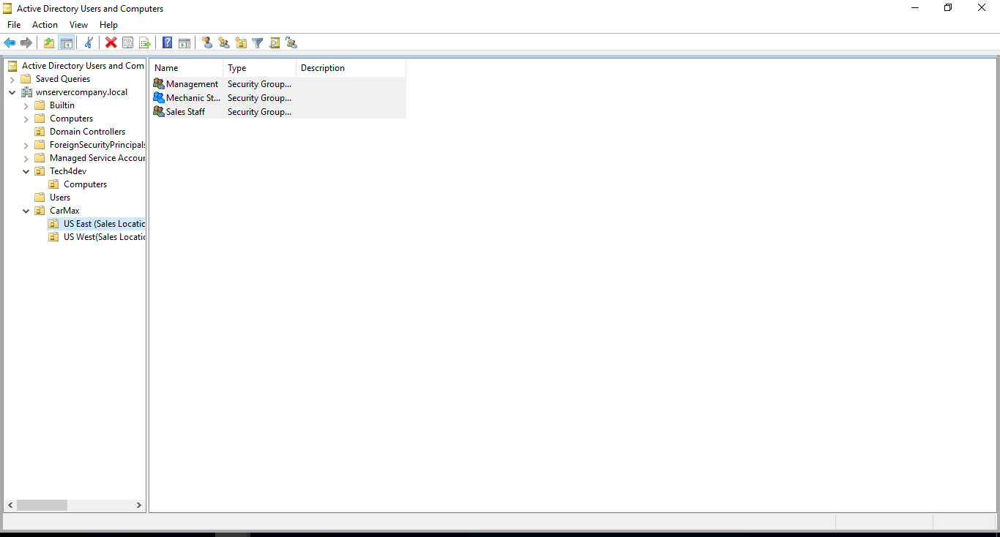 Active Directory Users and Computers
File Action View Help
Active Directory Users and Com
Saved Queries
wnservercompany.local
Builtin
Computers
Domain Controllers
ForeignSecurityPrincipals
Managed Service Accour
Tech4dev
Computers
Users
CarMax
US East (Sales Locatic
US West(Sales Locatic
Name Type Description
Management Security Group...
Mechanic St... Security Group...
Sales Staff Security Group...